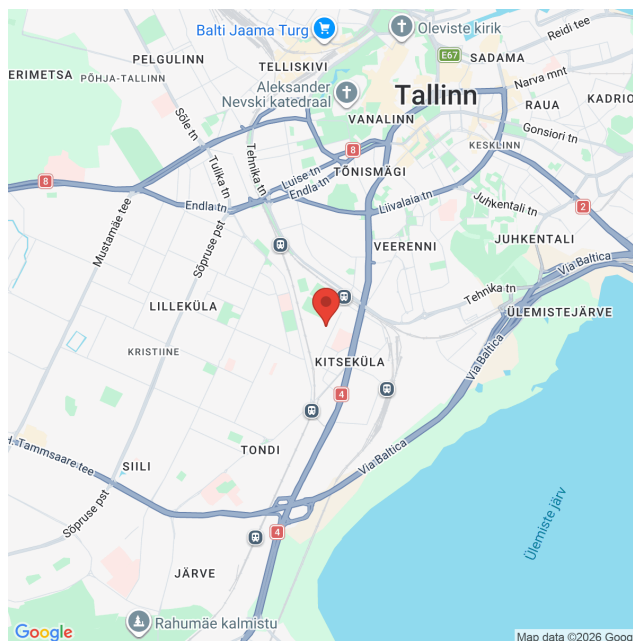 Oleviste kirik
Balti Jaama Turg
Reidi tee
PELGULINN
E67
SADAMA
ERIMETSA
TELLISKIVI
PÕHJA-TALLINN
Narva mnt
Aleksander
Nevski katedraal
Tallinn
RAUA
KADRIO
Sõle tn
VANALINN
Gonsiori tn
Tehnika tn
8
KESKLINN
Tulika tn
Luise tn
Endla tn
TÕNISMÄGI
8
Endla tn
Liivalaia tn
Juhkentali tn
2
Mustamäe tee
Sõpruse pst
VEERENNI
JUHKENTALI
Via Baltica
Tehnika tn
LILLEKÜLA
ÜLEMISTEJÄRVE
KRISTIINE
KITSEKÜLA
Via Baltica
4
H. Tammsaare tee
TONDI
Via Baltica
SIILI
Sõpruse pst
Ülemiste järv
4
JÄRVE
Rahumäe kalmistu
Google
Map data ©2026 Goog